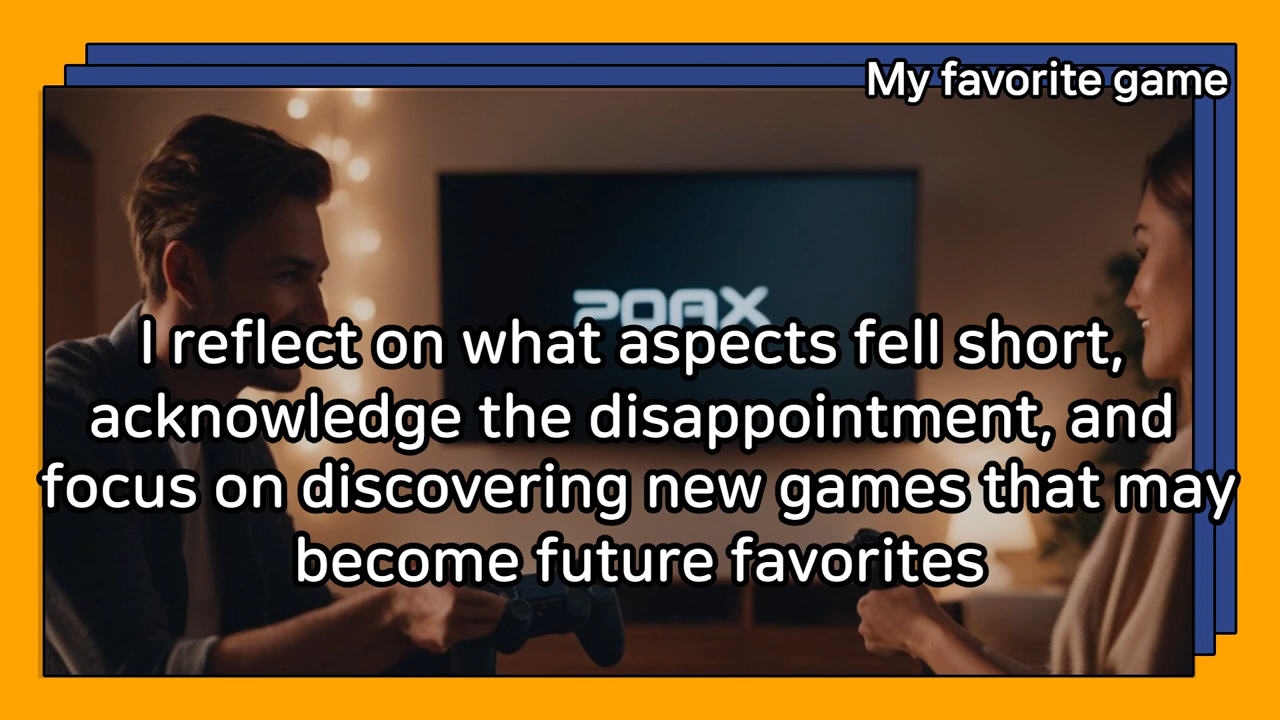 My favorite game
I reflect on what aspects fell short,
acknowledge the disappointment, and
focus on discovering new games that may
become future favorites